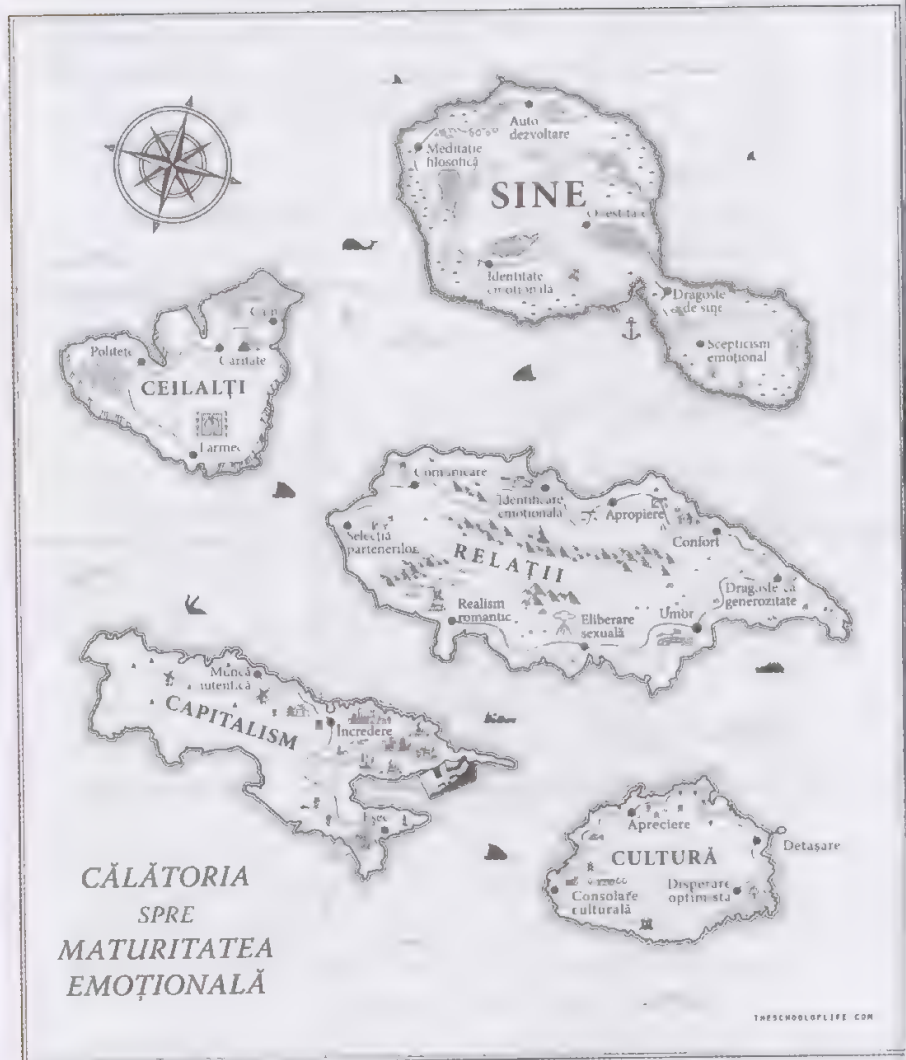 Auto
dezvoltare
Meditație
filosofică
SINE
Identitate
emoțională
Dragoste
de sine
Scepticism
emoțional
Politețe
Caritate
CEILALȚI
Farmec
Comunicare
Identificare
emoțională
Apropiere
Selecția
partenerilor
Confort
RELAȚII
Dragoste ca
generozitate
Realism
romantic
Eliberare
sexuală
Umor
Muncă
autentică
CAPITALISM
Încredere
Eșec
Apreciere
Detașare
CULTURĂ
Consolare
culturală
Disperare
optimistă
CĂLĂTORIA
SPRE
MATURITATEA
EMOȚIONALĂ
THESCHOOLOFLIFE.COM